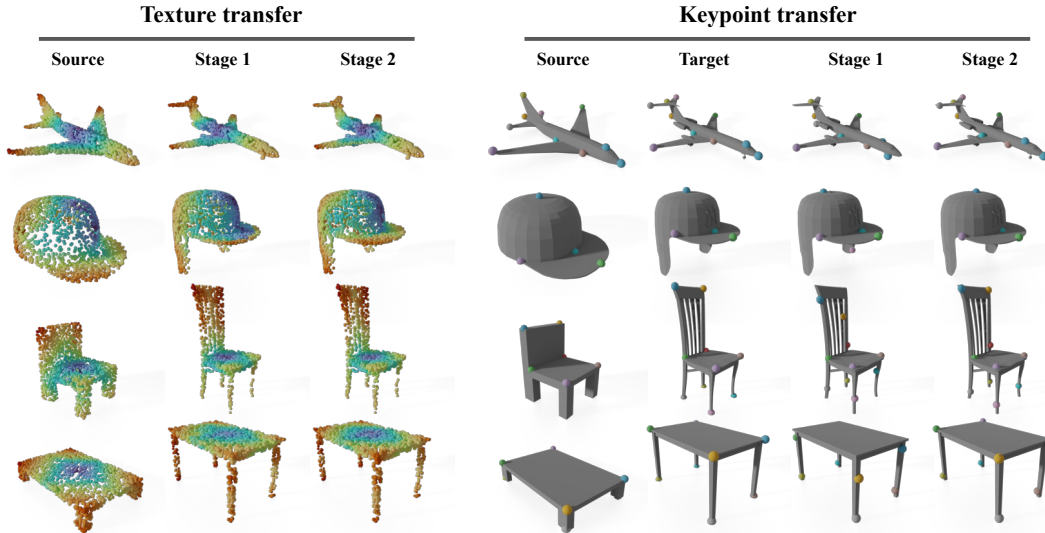 Texture transfer
Source Stage 1 Stage 2
Keypoint transfer
Source Target Stage 1 Stage 2